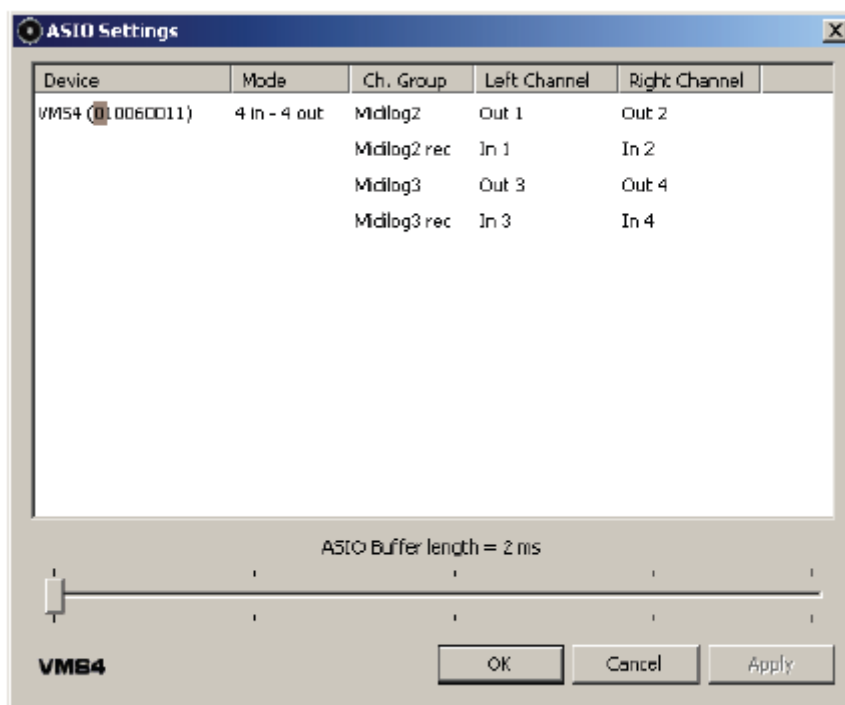 ASIO Settings
Device Mode Ch. Group Left Channel Right Channel
VMS4 (010060011) 4 in - 4 out Midilog2 Out 1 Out 2
Midilog2 rec In 1 In 2
Midilog3 Out 3 Out 4
Midilog3 rec In 3 In 4
ASIO Buffer length = 2 ms
VMS4 OK Cancel Apply